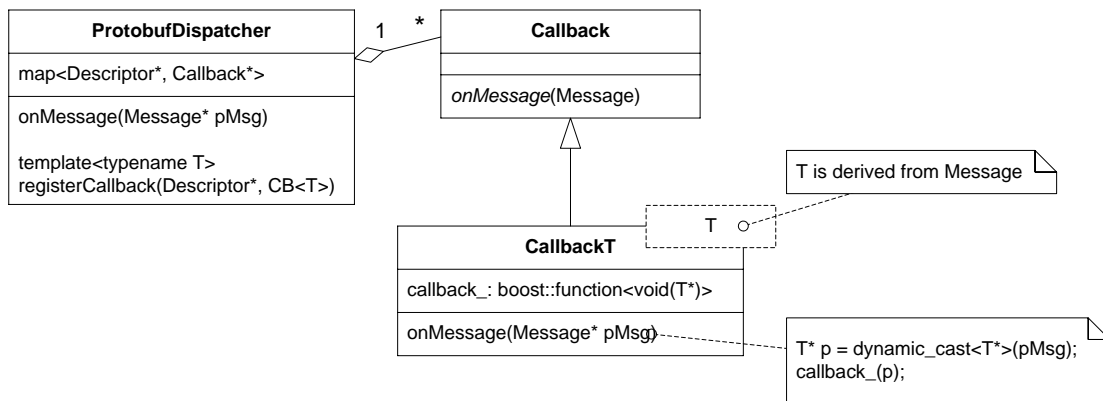 ProtobufDispatcher
map<Descriptor*, Callback*>
onMessage(Message* pMsg)
template<typename T>
registerCallback(Descriptor*, CB<T>)
1
*
Callback
onMessage(Message)
T is derived from Message
T
CallbackT
callback_: boost::function<void(T*)>
onMessage(Message* pMsg)
T* p = dynamic_cast<T*>(pMsg);
callback_(p);